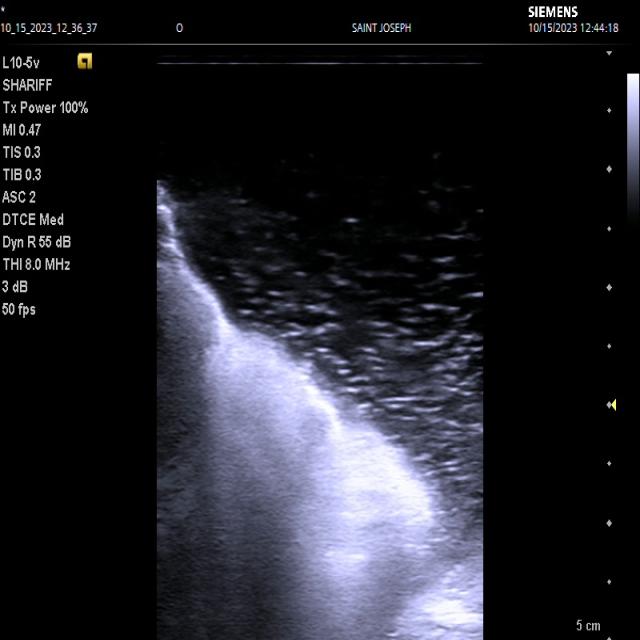 *
SIEMENS
10_15_2023_12_36_37 O SAINT JOSEPH 10/15/2023 12:44:18
L10-5v
SHARIFF
Tx Power 100%
MI 0.47
TIS 0.3
TIB 0.3
ASC 2
DTCE Med
Dyn R 55 dB
THI 8.0 MHz
3 dB
50 fps
5 cm